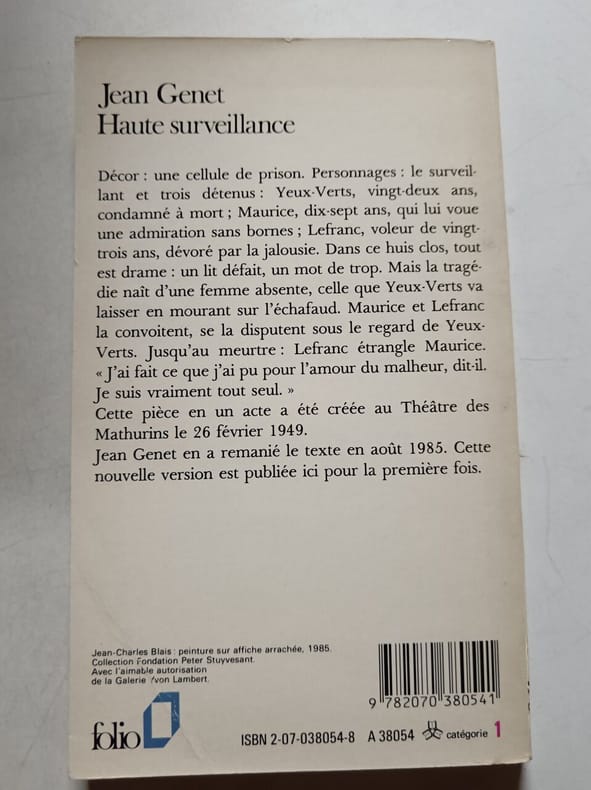 Jean Genet
Haute surveillance
Décor : une cellule de prison. Personnages : le surveil-
lant et trois détenus : Yeux-Verts, vingt-deux ans,
condamné à mort ; Maurice, dix-sept ans, qui lui voue
une admiration sans bornes ; Lefranc, voleur de vingt-
trois ans, dévoré par la jalousie. Dans ce huis clos, tout
est drame : un lit défait, un mot de trop. Mais la tragé-
die naît d'une femme absente, celle que Yeux-Verts va
laisser en mourant sur l'échafaud. Maurice et Lefranc
la convoitent, se la disputent sous le regard de Yeux-
Verts. Jusqu'au meurtre : Lefranc étrangle Maurice.
« J'ai fait ce que j'ai pu pour l'amour du malheur, dit-il.
Je suis vraiment tout seul. »
Cette pièce en un acte a été créée au Théâtre des
Mathurins le 26 février 1949.
Jean Genet en a remanié le texte en août 1985. Cette
nouvelle version est publiée ici pour la première fois.
Jean-Charles Blais : peinture sur affiche arrachée, 1985.
Collection Fondation Peter Stuyvesant.
Avec l'aimable autorisation
de la Galerie Yvon Lambert.
9 782070 380541
folio
ISBN 2-07-038054-8 A 38054 catégorie 1